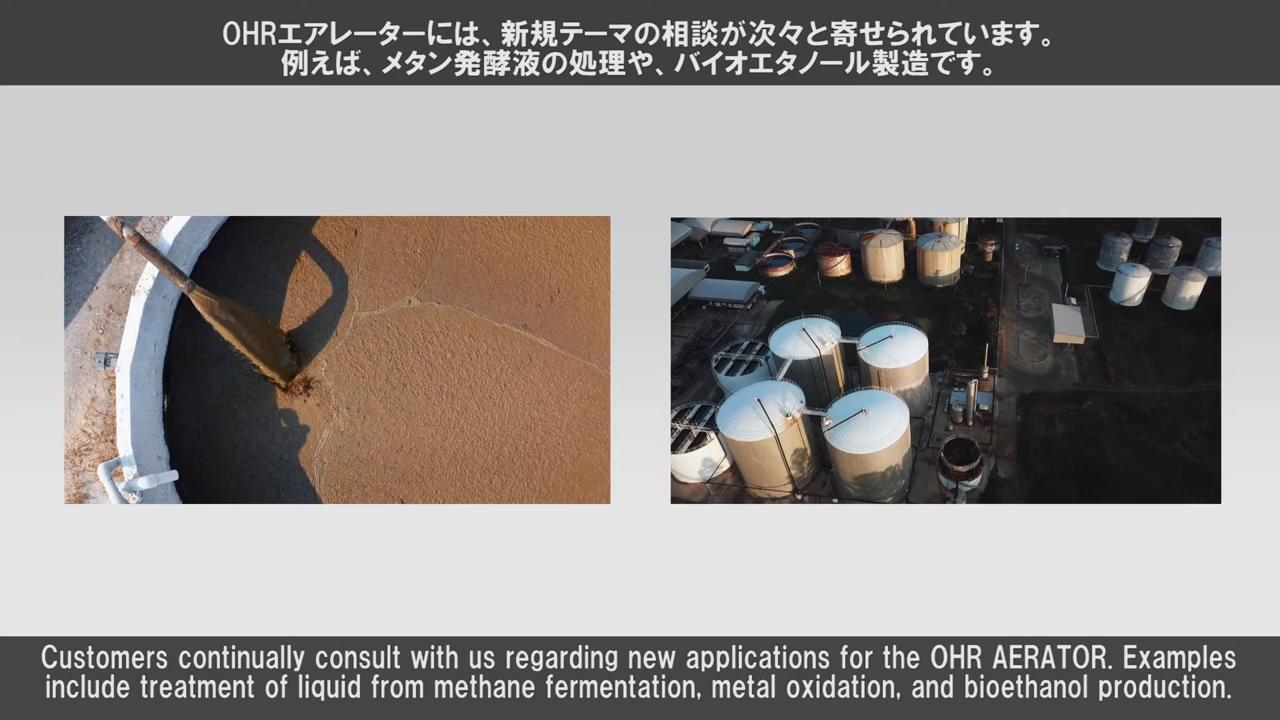 OHRエアレーターには、新規テーマの相談が次々と寄せられています。
例えば、メタン発酵液の処理や、バイオエタノール製造です。
Customers continually consult with us regarding new applications for the OHR AERATOR. Examples
include treatment of liquid from methane fermentation, metal oxidation, and bioethanol production.